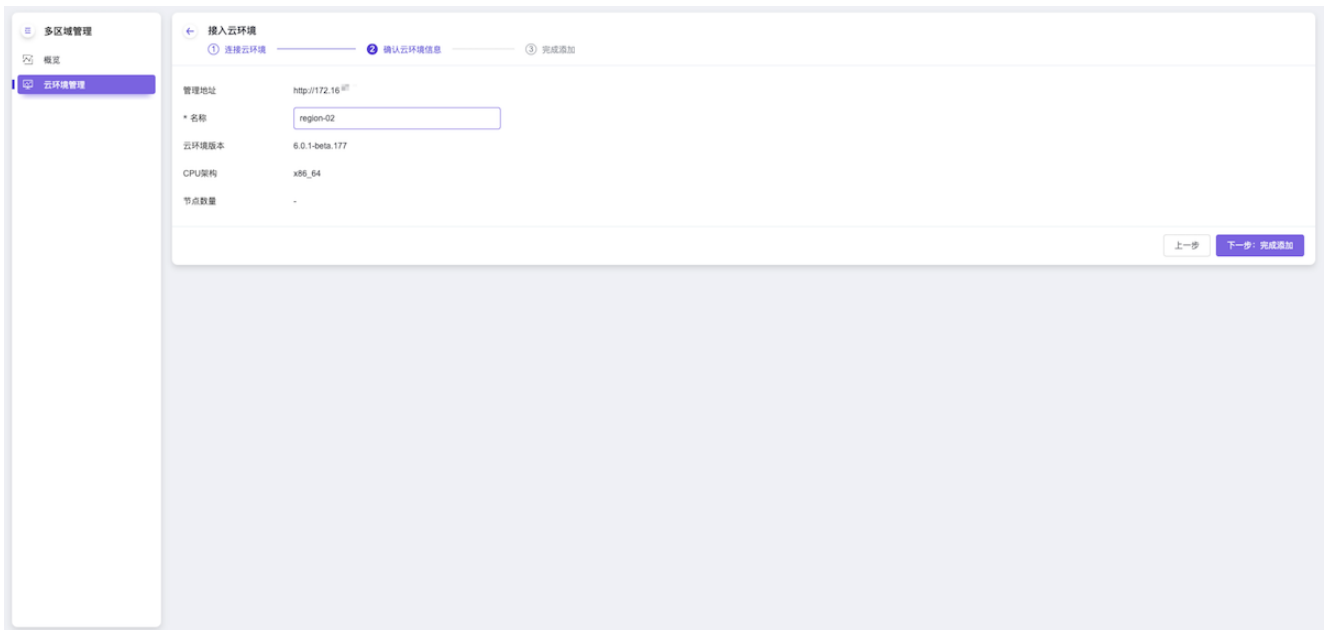 多区域管理
概览
云环境管理
接入云环境
1 连接云环境
2 确认云环境信息
3 完成添加
管理地址 http://172.16
* 名称 region-02
云环境版本 6.0.1-beta.177
CPU架构 x86_64
节点数量 -
上一步 下一步：完成添加